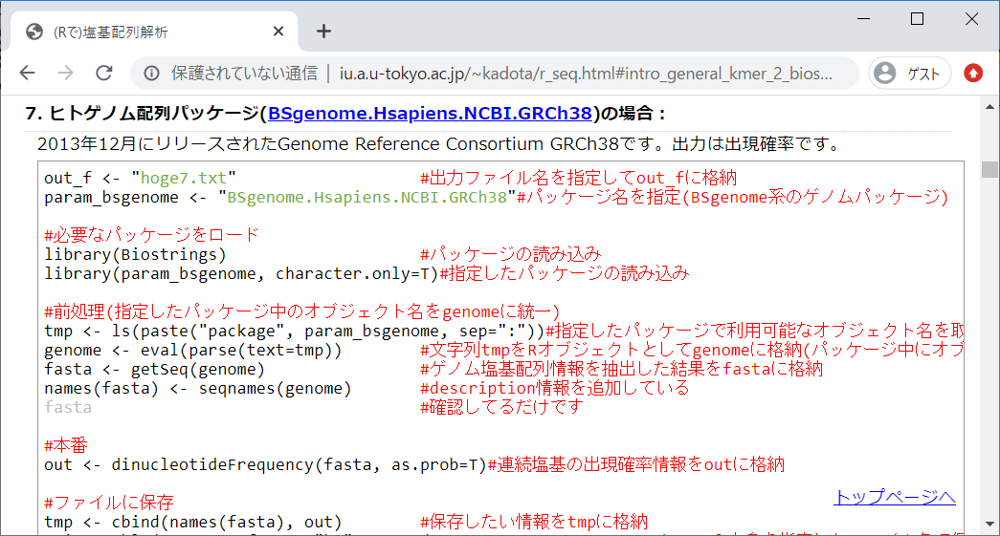 (Rで)塩基配列解析
保護されていない通信 | iu.a.u-tokyo.ac.jp/~kadota/r_seq.html#intro_general_kmer_2_bios...
ゲスト
7. ヒトゲノム配列パッケージ(BSgenome.Hsapiens.NCBI.GRCh38)の場合：
2013年12月にリリースされたGenome Reference Consortium GRCh38です。出力は出現確率です。
out_f <- "hoge7.txt" #出力ファイル名を指定してout_fに格納
param_bsgenome <- "BSgenome.Hsapiens.NCBI.GRCh38"#パッケージ名を指定(BSgenome系のゲノムパッケージ)
#必要なパッケージをロード
library(Biostrings) #パッケージの読み込み
library(param_bsgenome, character.only=T)#指定したパッケージの読み込み
#前処理(指定したパッケージ中のオブジェクト名をgenomeに統一)
tmp <- ls(paste("package", param_bsgenome, sep=":"))#指定したパッケージで利用可能なオブジェクト名を取
genome <- eval(parse(text=tmp)) #文字列tmpをRオブジェクトとしてgenomeに格納(パッケージ中にオブ
fasta <- getSeq(genome) #ゲノム塩基配列情報を抽出した結果をfastaに格納
names(fasta) <- seqnames(genome) #description情報を追加している
fasta #確認してるだけです
#本番
out <- dinucleotideFrequency(fasta, as.prob=T)#連続塩基の出現確率情報をoutに格納
#ファイルに保存
トップページへ
tmp <- cbind(names(fasta), out) #保存したい情報をtmpに格納